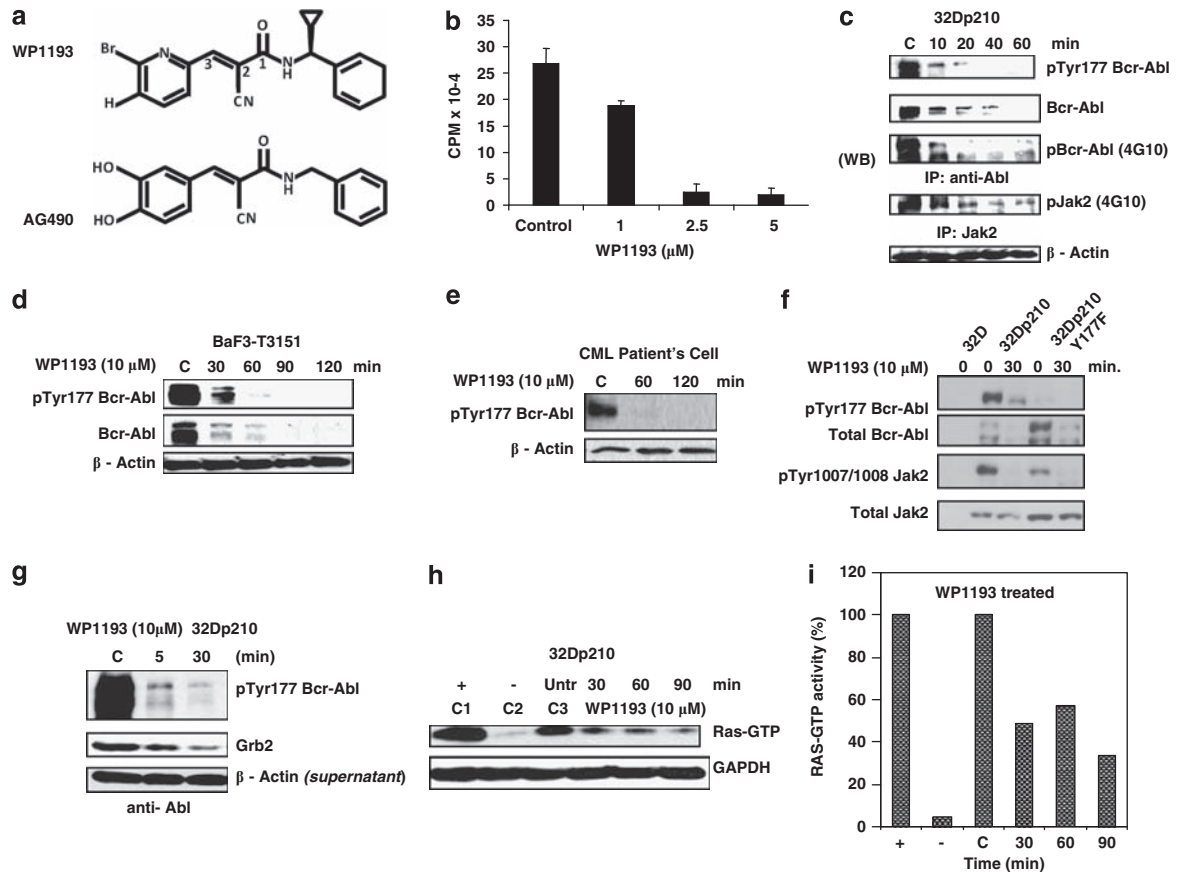 a
WP1193
Br
N
H
3
2
1
O
N
H
CN
AG490
HO
HO
O
N
H
CN
b
CPM x 10-4
35
30
25
20
15
10
5
0
Control 1 2.5 5
WP1193 (μM)
c
32Dp210
C 10 20 40 60 min
pTyr177 Bcr-Abl
Bcr-Abl
(WB)
pBcr-Abl (4G10)
IP: anti-Abl
pJak2 (4G10)
IP: Jak2
β - Actin
d
BaF3-T3151
WP1193 (10 μM) C 30 60 90 120 min
pTyr177 Bcr-Abl
Bcr-Abl
β - Actin
e
CML Patient's Cell
WP1193 (10 μM) C 60 120 min
pTyr177 Bcr-Abl
β - Actin
f
32D
32Dp210
32Dp210
Y177F
WP1193 (10 μM) 0 0 30 0 30 min.
pTyr177 Bcr-Abl
Total Bcr-Abl
pTyr1007/1008 Jak2
Total Jak2
g
WP1193 (10μM) 32Dp210
C 5 30 (min)
pTyr177 Bcr-Abl
Grb2
β - Actin (supernatant)
anti- Abl
h
32Dp210
+ - Untr 30 60 90 min
C1 C2 C3 WP1193 (10 μM)
Ras-GTP
GAPDH
i
WP1193 treated
RAS-GTP activity (%)
120
100
80
60
40
20
0
+ - C 30 60 90
Time (min)